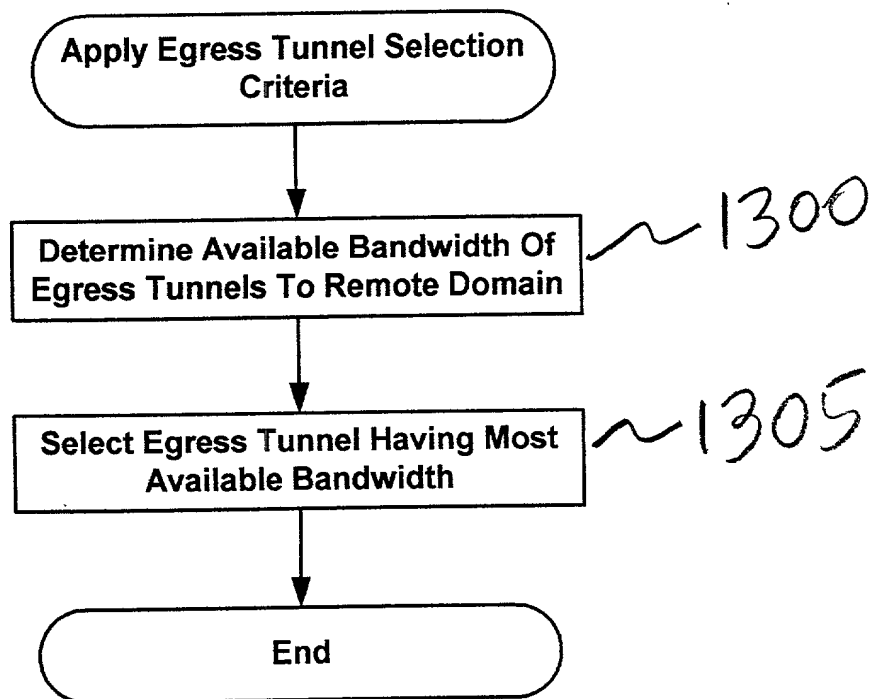 Apply Egress Tunnel Selection
Criteria
Determine Available Bandwidth Of
Egress Tunnels To Remote Domain
1300
Select Egress Tunnel Having Most
Available Bandwidth
1305
End